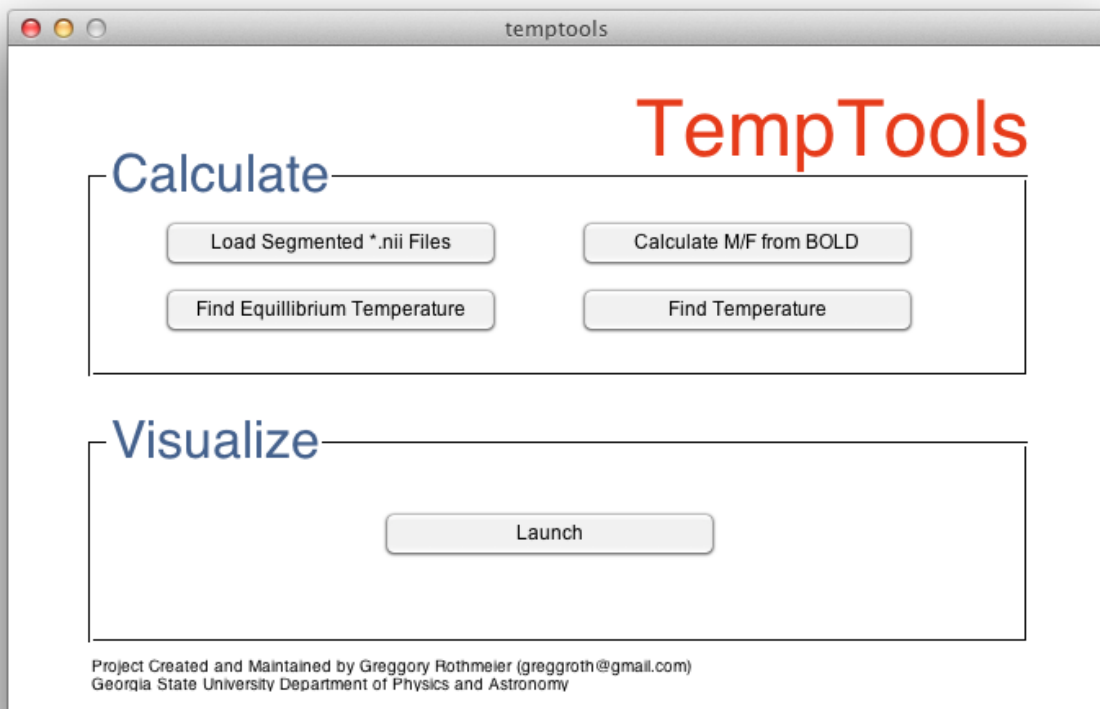 temptools
TempTools
Calculate
Load Segmented *.nii Files
Calculate M/F from BOLD
Find Equillibrium Temperature
Find Temperature
Visualize
Launch
Project Created and Maintained by Greggory Rothmeier (greggroth@gmail.com)
Georgia State University Department of Physics and Astronomy